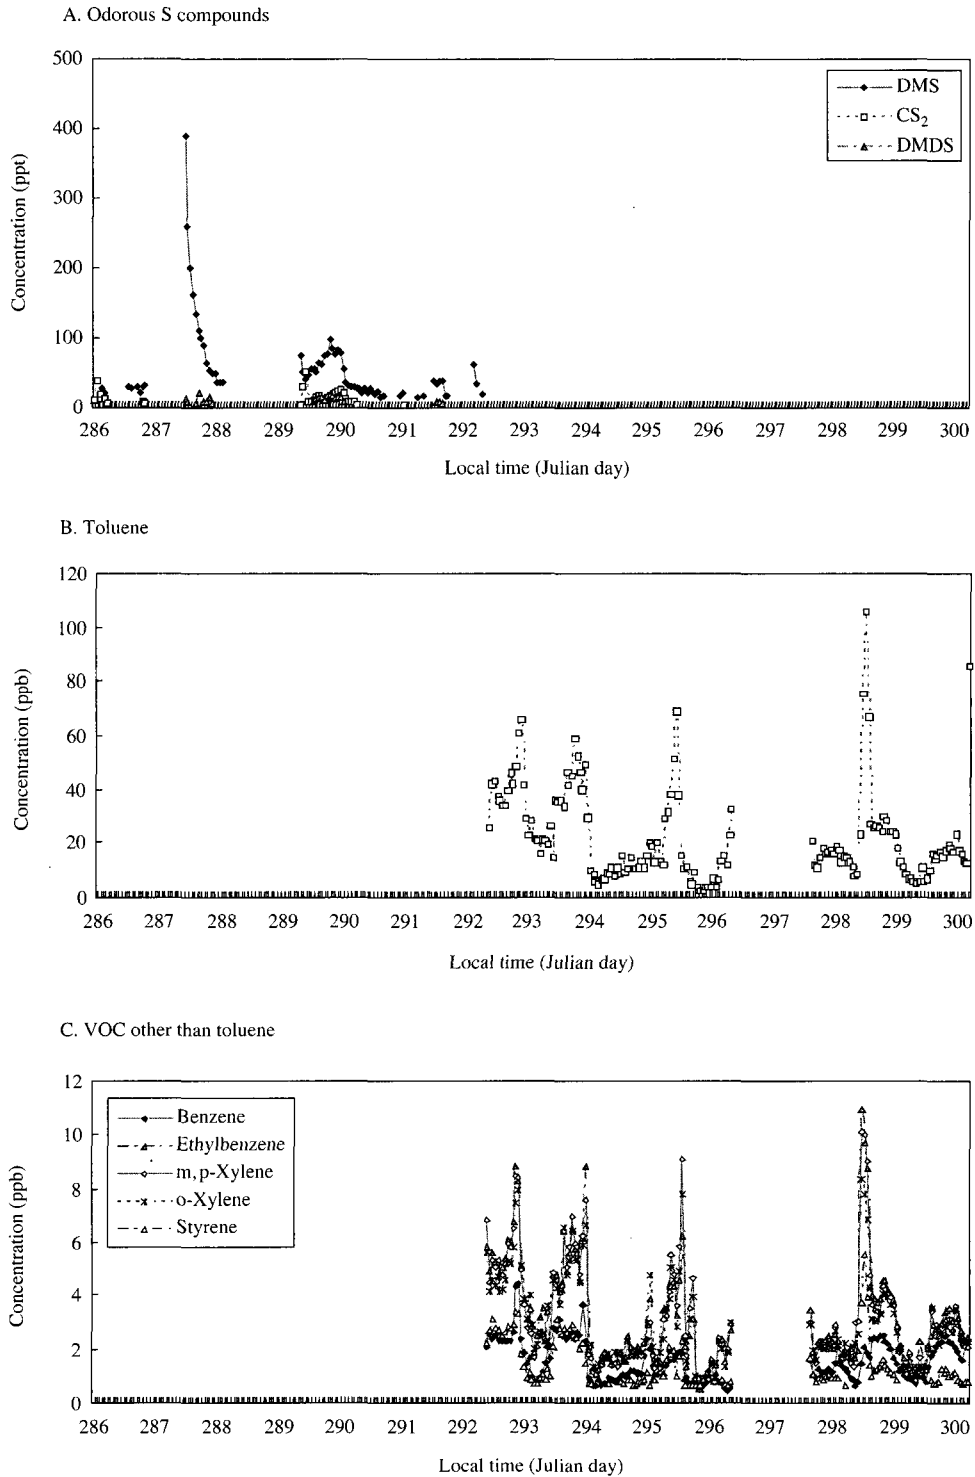 A. Odorous S compounds
500
400
300
200
100
0
Concentration (ppt)
DMS
CS2
DMDS
286 287 288 289 290 291 292 293 294 295 296 297 298 299 300
Local time (Julian day)
B. Toluene
120
100
80
60
40
20
0
Concentration (ppb)
286 287 288 289 290 291 292 293 294 295 296 297 298 299 300
Local time (Julian day)
C. VOC other than toluene
12
10
8
6
4
2
0
Concentration (ppb)
Benzene
Ethylbenzene
m,p-Xylene
o-Xylene
Styrene
286 287 288 289 290 291 292 293 294 295 296 297 298 299 300
Local time (Julian day)